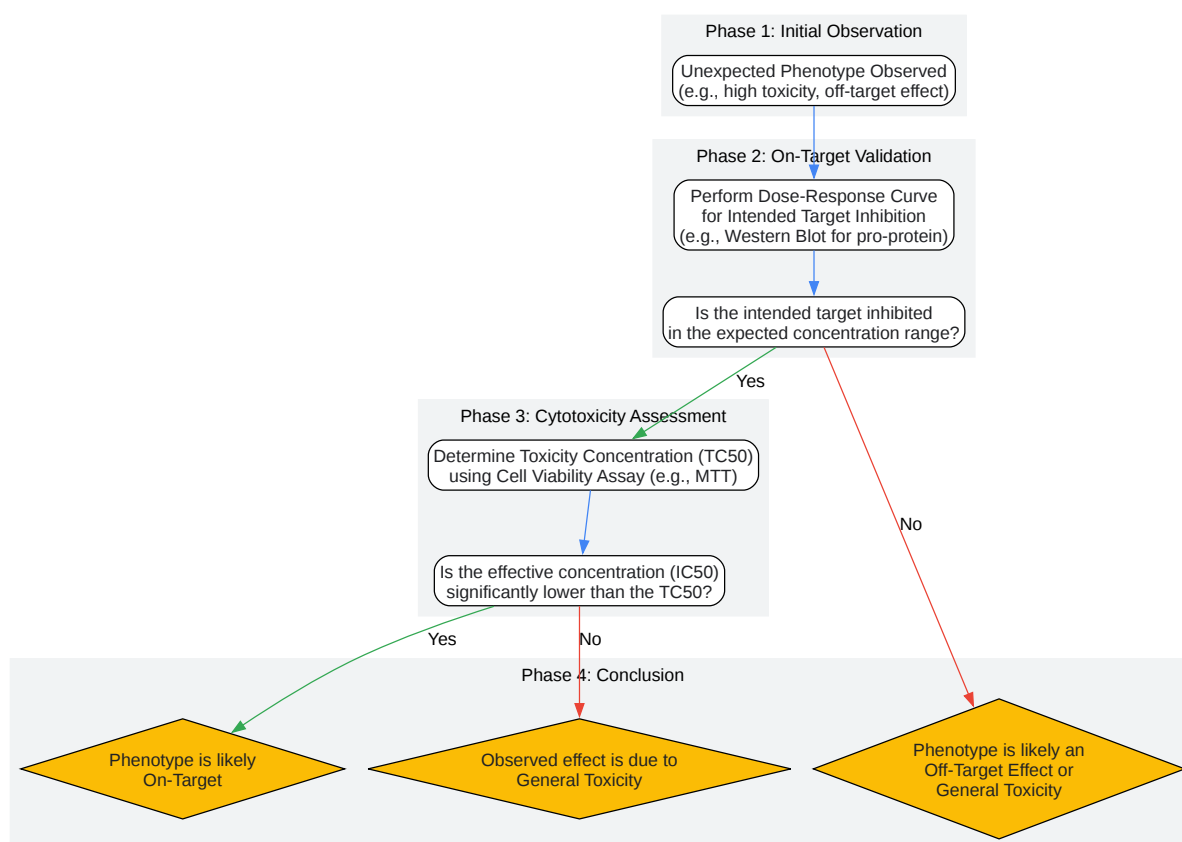 Phase 1: Initial Observation
Unexpected Phenotype Observed
(e.g., high toxicity, off-target effect)
Phase 2: On-Target Validation
Perform Dose-Response Curve
for Intended Target Inhibition
(e.g., Western Blot for pro-protein)
Is the intended target inhibited
in the expected concentration range?
Yes
Phase 3: Cytotoxicity Assessment
Determine Toxicity Concentration (TC50)
using Cell Viability Assay (e.g., MTT)
No
Is the effective concentration (IC50)
significantly lower than the TC50?
Yes
No
Phase 4: Conclusion
Phenotype is likely
On-Target
Observed effect is due to
General Toxicity
Phenotype is likely an
Off-Target Effect or
General Toxicity